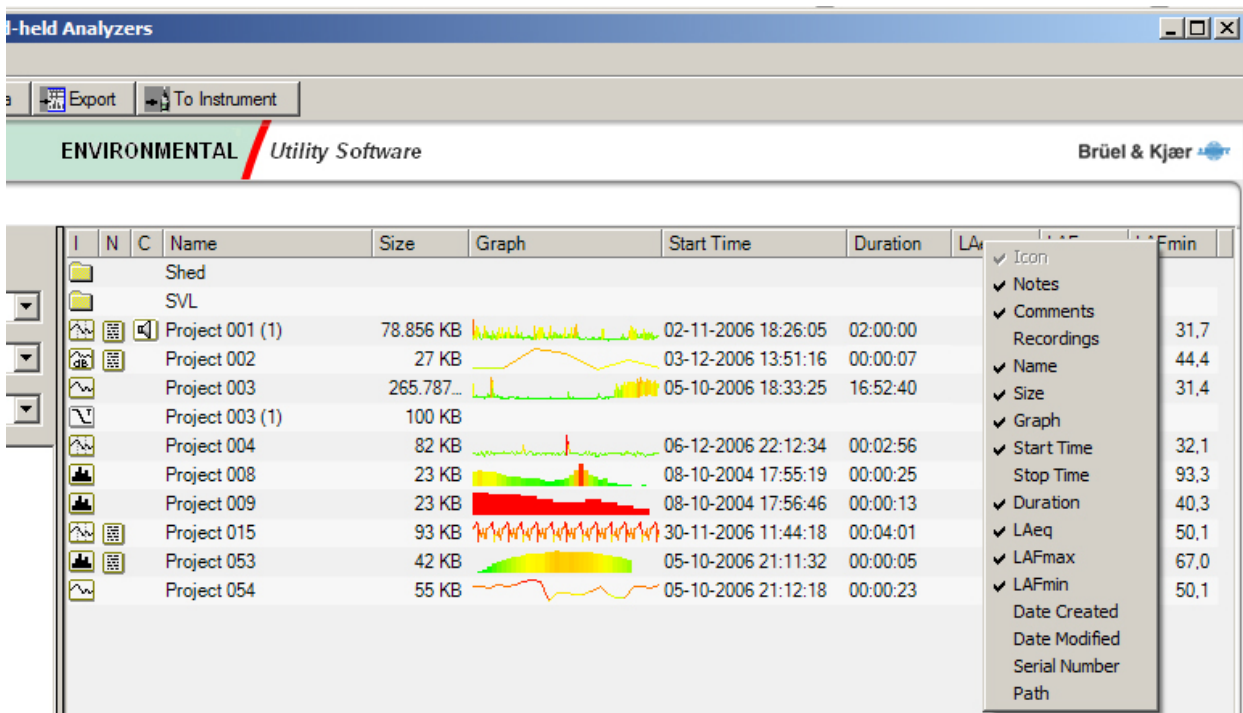 l-held Analyzers
a Export To Instrument
ENVIRONMENTAL Utility Software Brüel & Kjær
I N C Name Size Graph Start Time Duration LAe Fmin
Shed
SVL
Project 001 (1) 78.856 KB 02-11-2006 18:26:05 02:00:00 31,7
Project 002 27 KB 03-12-2006 13:51:16 00:00:07 44,4
Project 003 265.787... 05-10-2006 18:33:25 16:52:40 31,4
Project 003 (1) 100 KB
Project 004 82 KB 06-12-2006 22:12:34 00:02:56 32,1
Project 008 23 KB 08-10-2004 17:55:19 00:00:25 93,3
Project 009 23 KB 08-10-2004 17:56:46 00:00:13 40,3
Project 015 93 KB 30-11-2006 11:44:18 00:04:01 50,1
Project 053 42 KB 05-10-2006 21:11:32 00:00:05 67,0
Project 054 55 KB 05-10-2006 21:12:18 00:00:23 50,1
Icon
Notes
Comments
Recordings
Name
Size
Graph
Start Time
Stop Time
Duration
LAeq
LAFmax
LAFmin
Date Created
Date Modified
Serial Number
Path